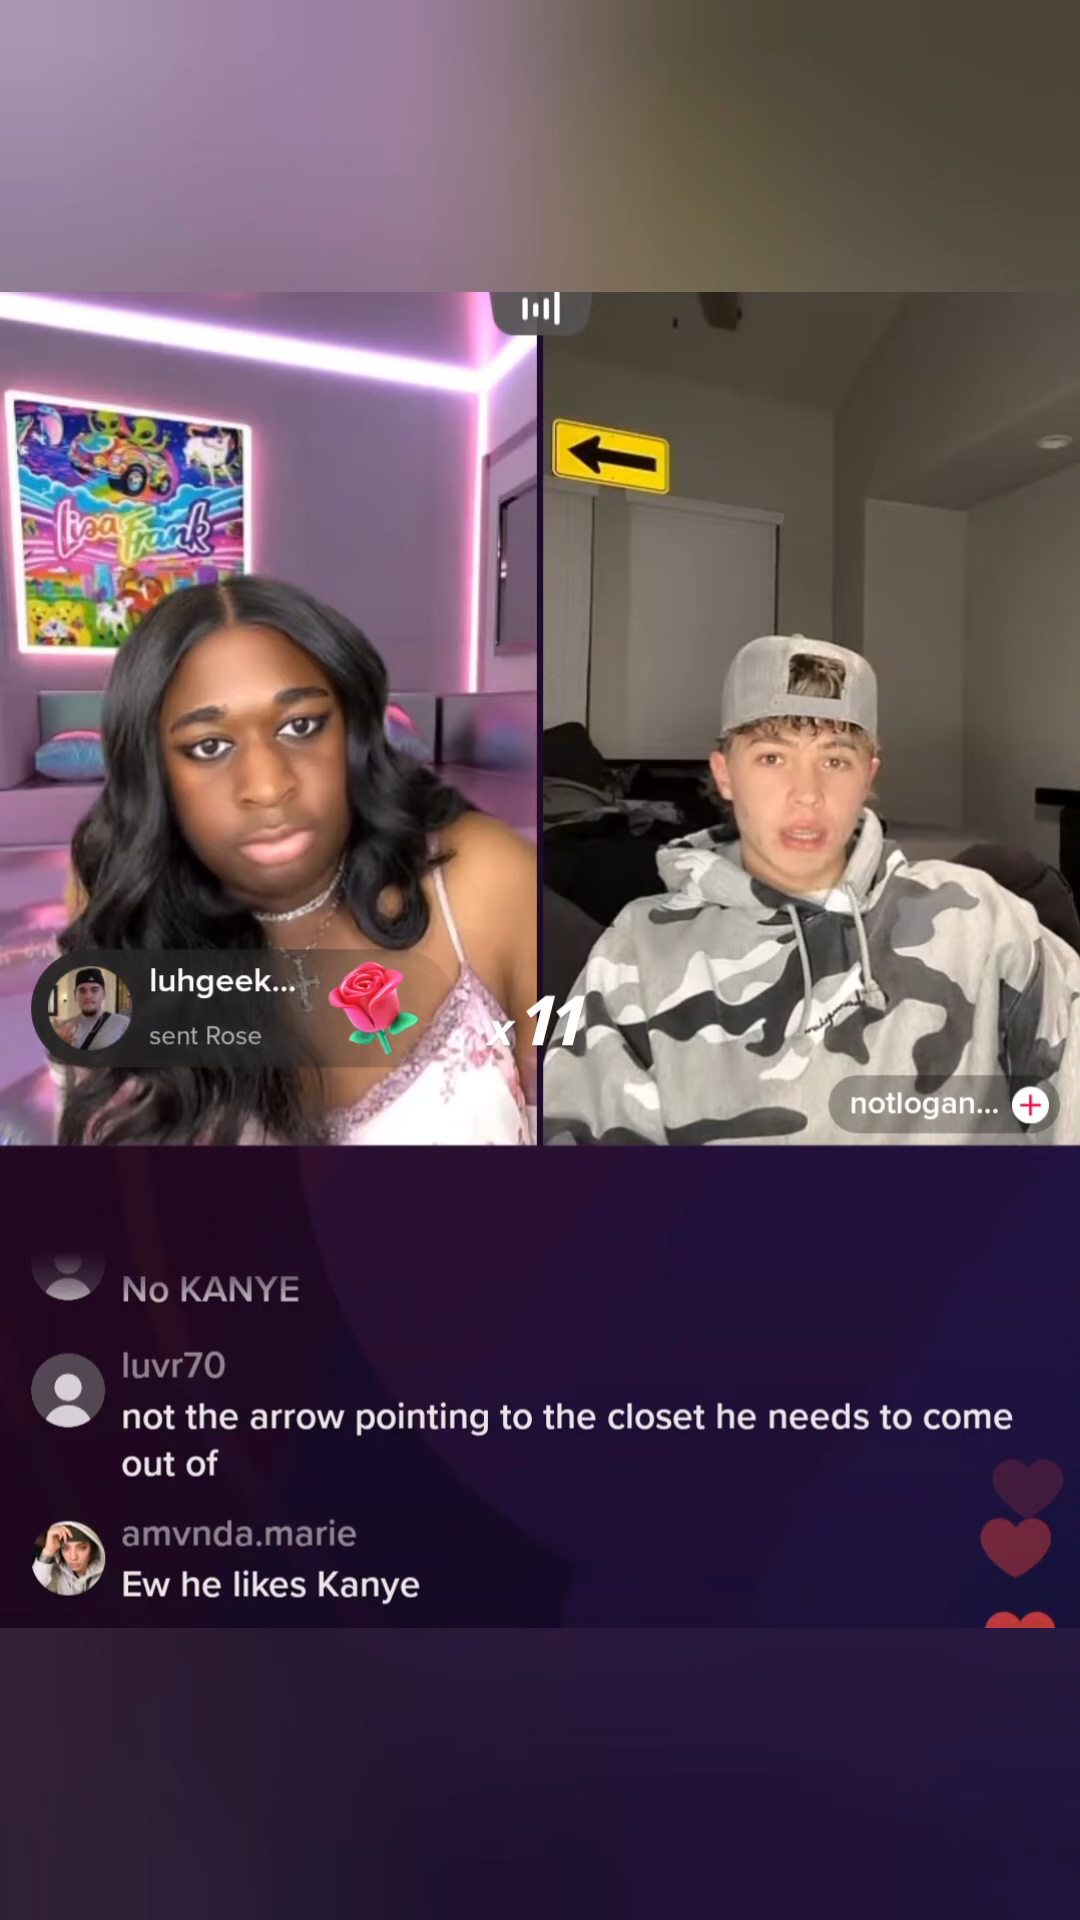 Lisa Frank
luhgeek...
sent Rose
x 11
notlogan...
No KANYE
luvr70
not the arrow pointing to the closet he needs to come
out of
amvnda.marie
Ew he likes Kanye